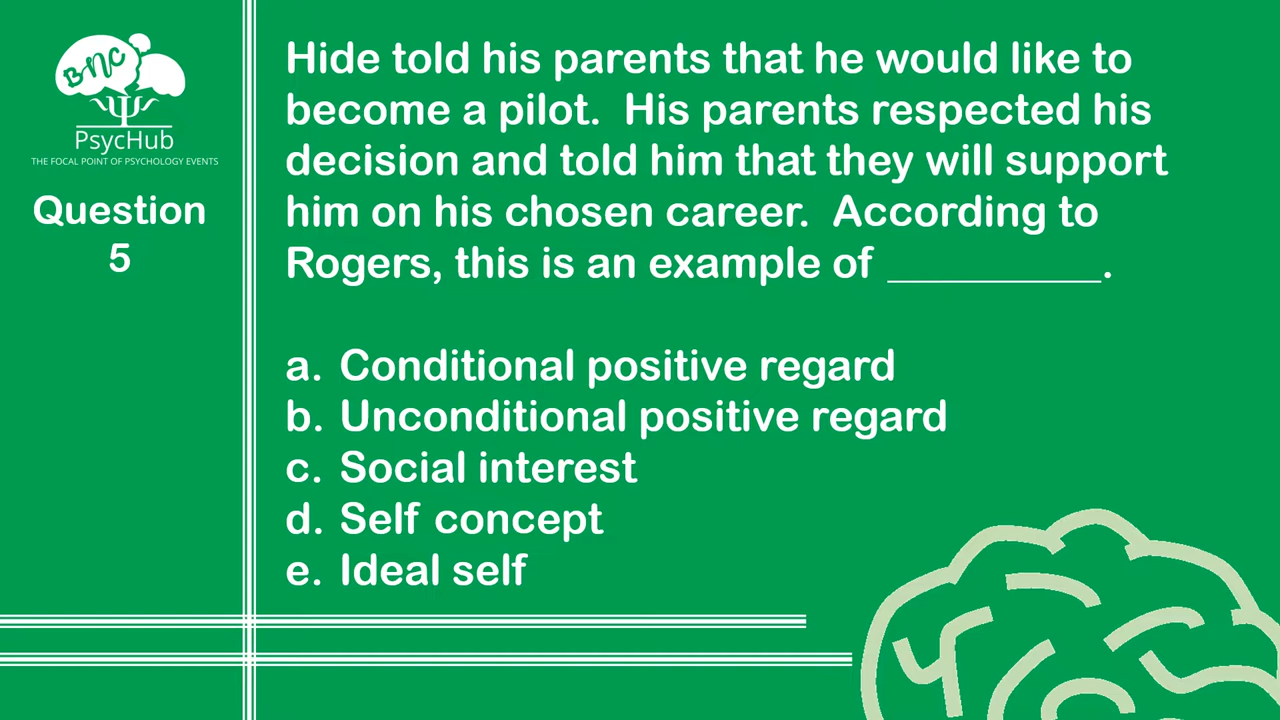 BNC
PsycHub
THE FOCAL POINT OF PSYCHOLOGY EVENTS
Question
5
Hide told his parents that he would like to
become a pilot.  His parents respected his
decision and told him that they will support
him on his chosen career.  According to
Rogers, this is an example of __________.
a. Conditional positive regard
b. Unconditional positive regard
c. Social interest
d. Self concept
e. Ideal self